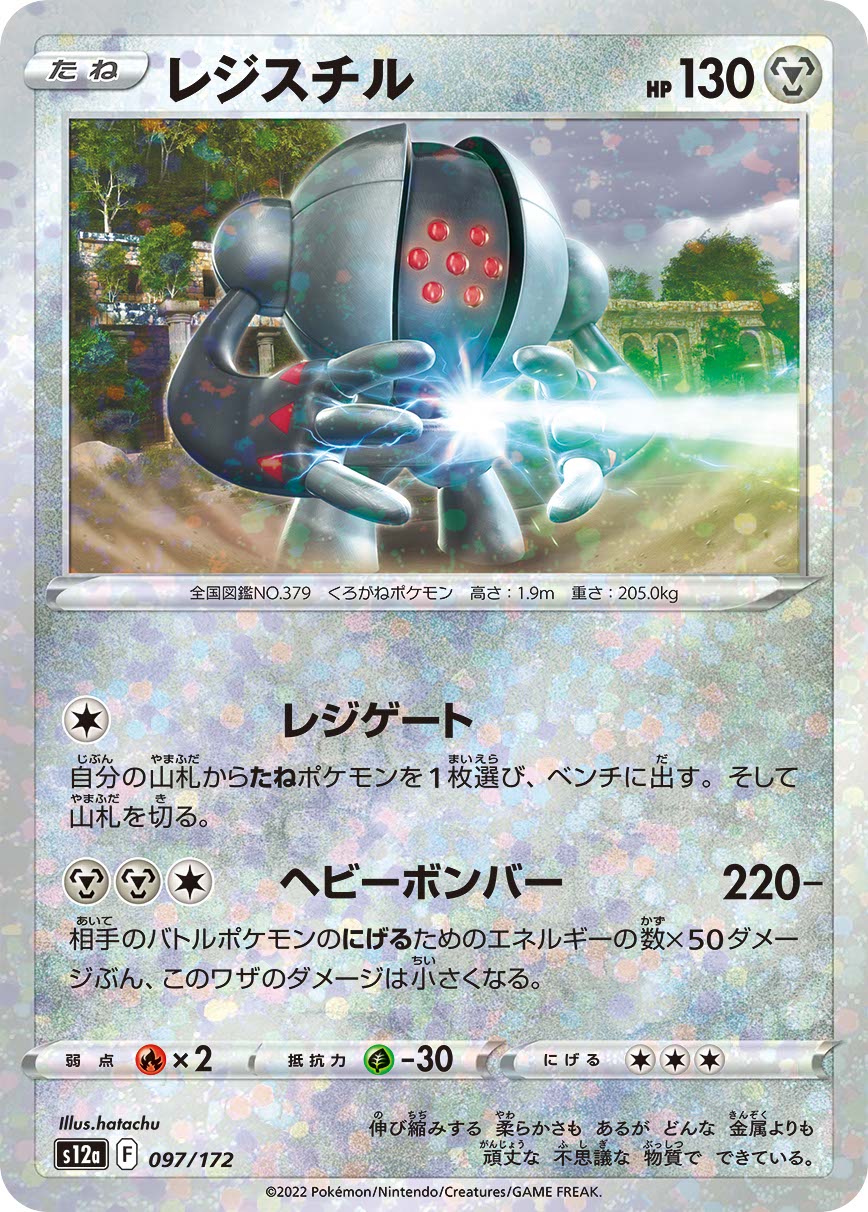 たね レジスチル HP 130
全国図鑑NO.379 くろがねポケモン 高さ：1.9m 重さ：205.0kg
レジゲート
自分の山札からたねポケモンを1枚選び、ベンチに出す。そして
山札を切る。
ヘビーボンバー 220−
相手のバトルポケモンのにげるためのエネルギーの数×50ダメー
ジぶん、このワザのダメージは小さくなる。
弱点 ×2 抵抗力 −30 にげる
Illus.hatachu
伸び縮みする 柔らかさも あるが どんな 金属よりも
頑丈な 不思議な 物質で できている。
s12a F 097/172
©2022 Pokémon/Nintendo/Creatures/GAME FREAK.